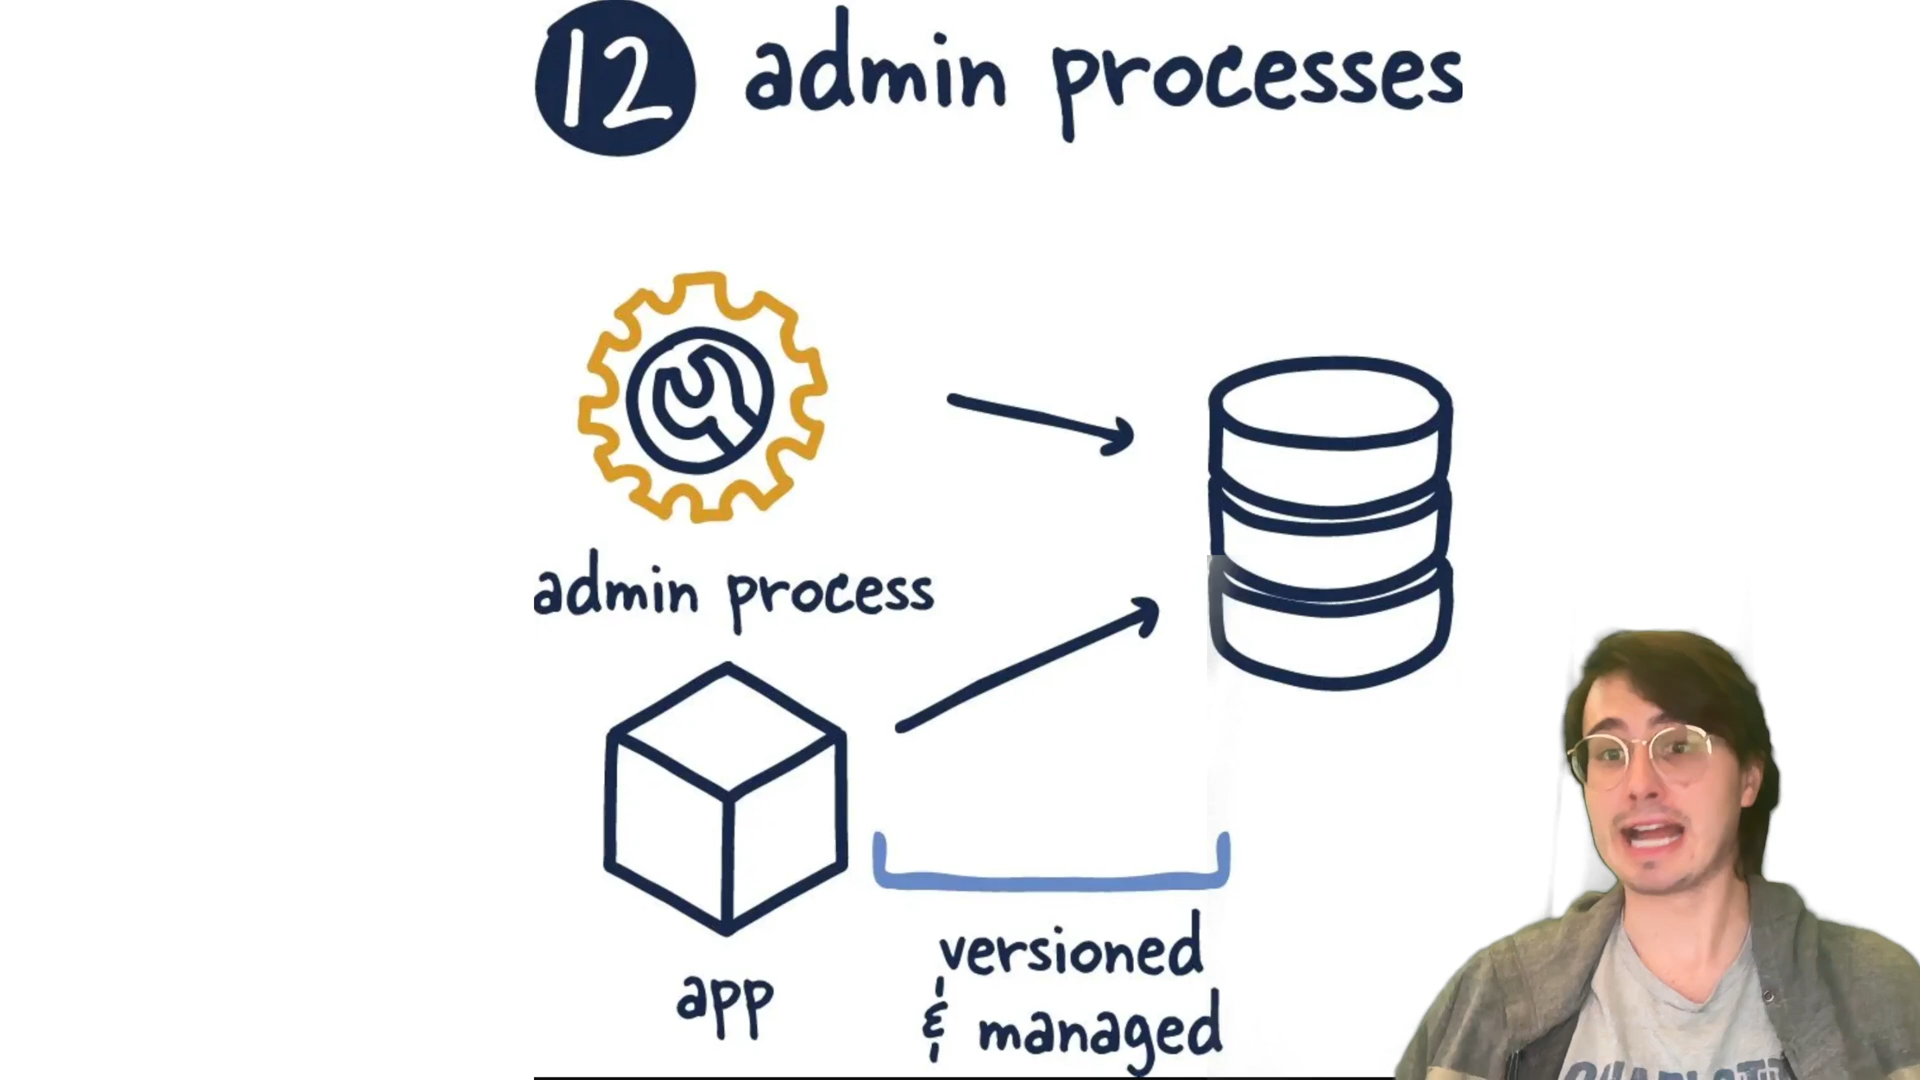 12 admin processes
admin process
app
versioned
& managed